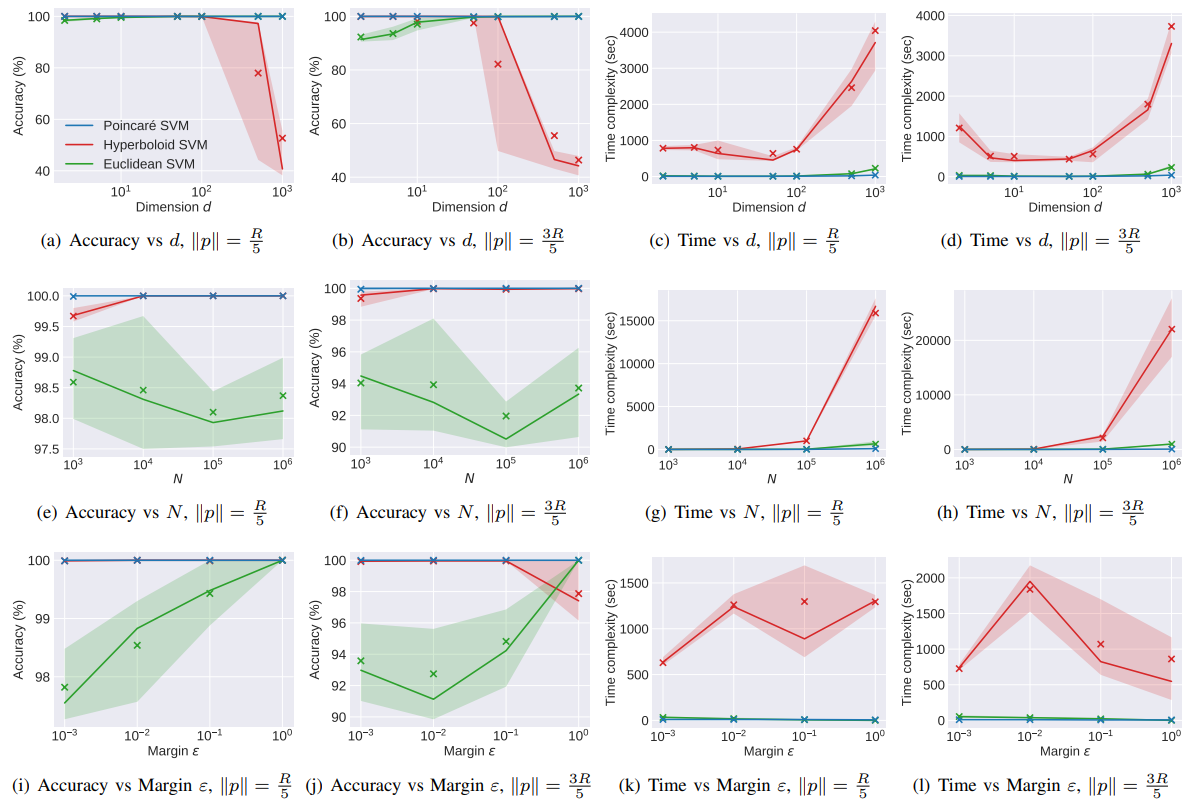 Accuracy (%)
100
80
60
40
Poincaré SVM
Hyperboloid SVM
Euclidean SVM
10¹ 10² 10³
Dimension d
(a) Accuracy vs d, ‖p‖ = R/5
Accuracy (%)
100
80
60
40
10¹ 10² 10³
Dimension d
(b) Accuracy vs d, ‖p‖ = 3R/5
Time complexity (sec)
4000
3000
2000
1000
0
10¹ 10² 10³
Dimension d
(c) Time vs d, ‖p‖ = R/5
Time complexity (sec)
4000
3000
2000
1000
0
10¹ 10² 10³
Dimension d
(d) Time vs d, ‖p‖ = 3R/5
Accuracy (%)
100.0
99.5
99.0
98.5
98.0
97.5
10³ 10⁴ 10⁵ 10⁶
N
(e) Accuracy vs N, ‖p‖ = R/5
Accuracy (%)
100
98
96
94
92
90
10³ 10⁴ 10⁵ 10⁶
N
(f) Accuracy vs N, ‖p‖ = 3R/5
Time complexity (sec)
15000
10000
5000
0
10³ 10⁴ 10⁵ 10⁶
N
(g) Time vs N, ‖p‖ = R/5
Time complexity (sec)
20000
10000
0
10³ 10⁴ 10⁵ 10⁶
N
(h) Time vs N, ‖p‖ = 3R/5
Accuracy (%)
100
99
98
10⁻³ 10⁻² 10⁻¹ 10⁰
Margin ε
(i) Accuracy vs Margin ε, ‖p‖ = R/5
Accuracy (%)
100
98
96
94
92
90
10⁻³ 10⁻² 10⁻¹ 10⁰
Margin ε
(j) Accuracy vs Margin ε, ‖p‖ = 3R/5
Time complexity (sec)
1500
1000
500
0
10⁻³ 10⁻² 10⁻¹ 10⁰
Margin ε
(k) Time vs Margin ε, ‖p‖ = R/5
Time complexity (sec)
2000
1500
1000
500
0
10⁻³ 10⁻² 10⁻¹ 10⁰
Margin ε
(l) Time vs Margin ε, ‖p‖ = 3R/5